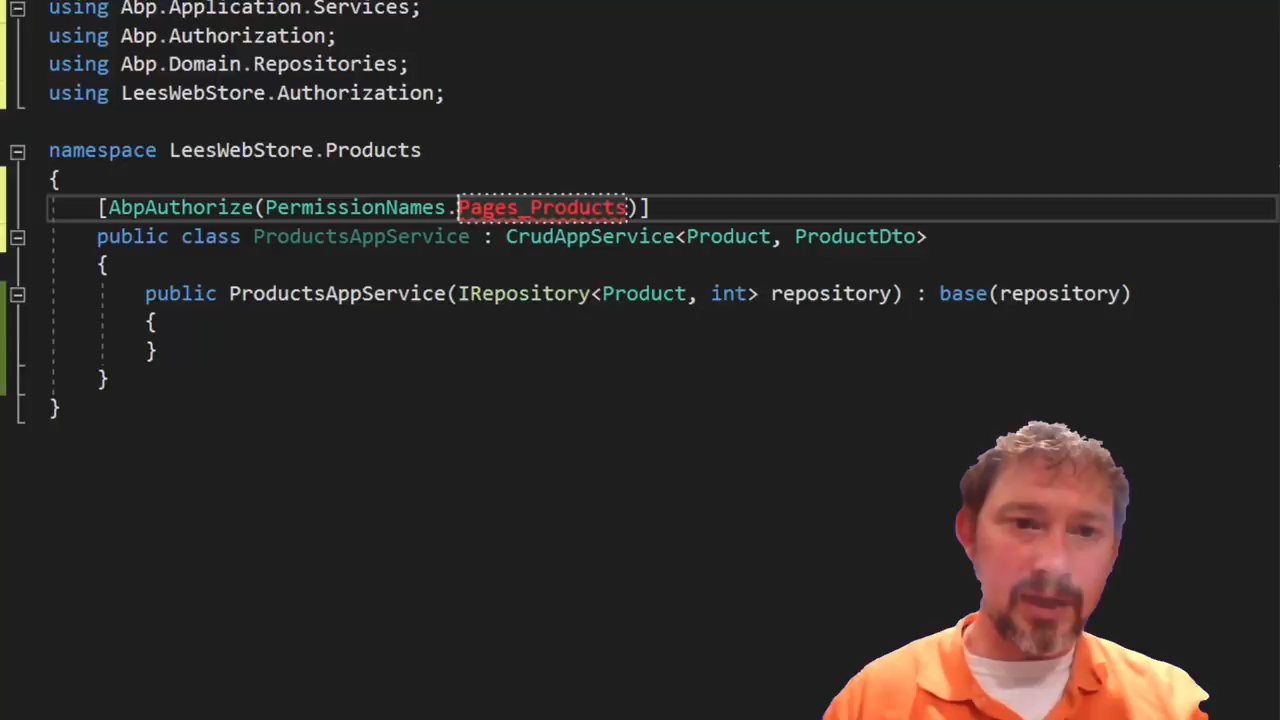 using Abp.Application.Services;
using Abp.Authorization;
using Abp.Domain.Repositories;
using LeesWebStore.Authorization;
namespace LeesWebStore.Products
{
[AbpAuthorize(PermissionNames.Pages_Products)]
public class ProductsAppService : CrudAppService<Product, ProductDto>
{
public ProductsAppService(IRepository<Product, int> repository) : base(repository)
{
}
}
}